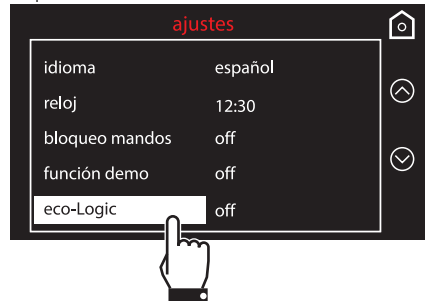 ajustes
idioma español
reloj 12:30
bloqueo mandos off
función demo off
eco-Logic off